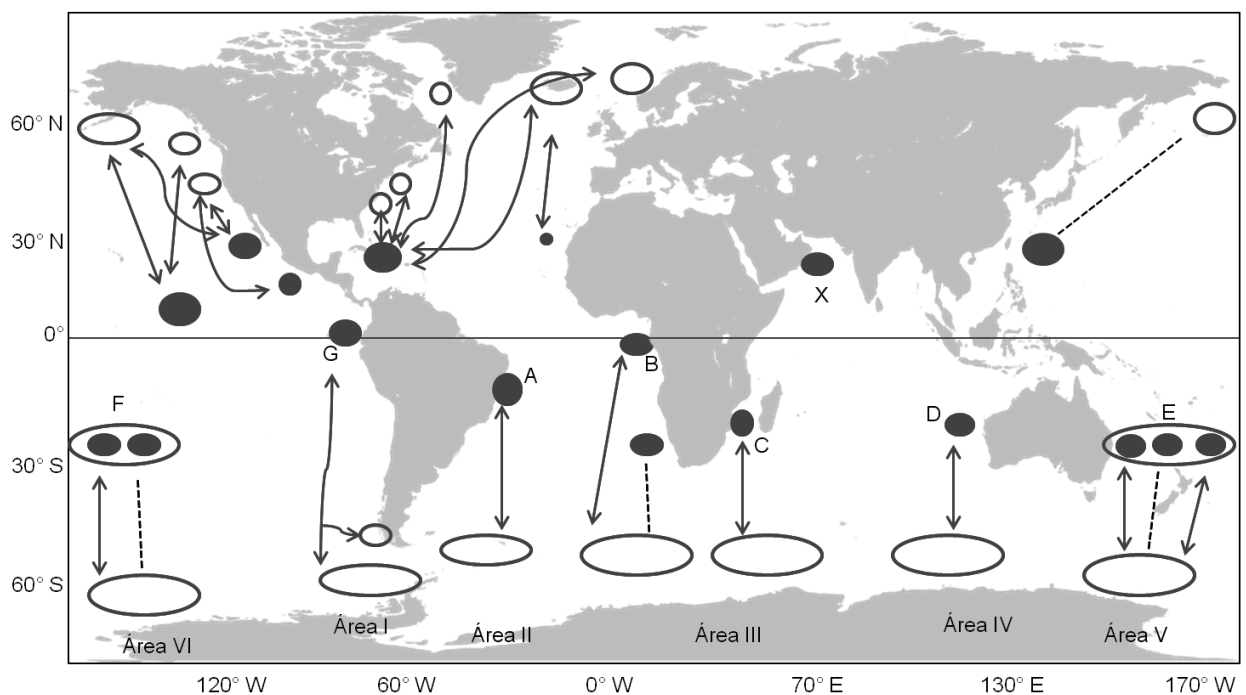 60° N
30° N
X
0°
G
B
A
F
D
E
C
30° S
60° S
Área VI
Área I
Área II
Área III
Área IV
Área V
120° W
60° W
0° W
70° E
130° E
170° W